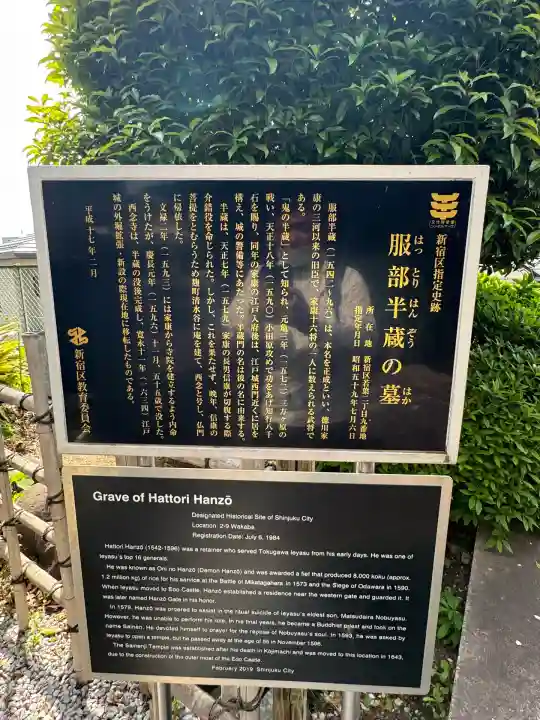 新宿区指定史跡
服部半蔵の墓
はっとりはんぞう はか
所在地 新宿区若葉二丁目九番地
指定年月日 昭和五十九年七月六日
服部半蔵（一五四二〜九六）は、本名を正成といい、徳川家
康の三河以来の旧臣で、家康十六将の一人に数えられる武将で
ある。
「鬼の半蔵」として知られ、元亀三年（一五七二）三方ヶ原の
戦い、天正十八年（一五九〇）小田原攻めで功をあげ知行八千
石を賜り、同年の家康の江戸入府後は、江戸城西門近くに居を
構え、城の警備等にあたった。半蔵門の名は彼の名に由来する。
半蔵は、天正七年（一五七九）家康の長男信康が切腹する際
介錯役を命じられた。しかし、これを果たせず、晩年、信康の
菩提をとむらうため麹町清水谷に庵を建て、西念と号し、仏門
に帰依した。
文禄二年（一五九三）には家康から寺院を建立するよう内命
をうけたが、慶長元年（一五九六）十一月、五十五歳で没した。
西念寺は、半蔵の没後完成し、寛永十一年（一六三四）江戸
城の外堀拡張・新設の際現在地に移転したものである。
平成十七年二月
新宿区教育委員会
Grave of Hattori Hanzō
Designated Historical Site of Shinjuku City
Location: 2-9 Wakaba
Registration Date: July 6, 1984
Hattori Hanzō (1542-1596) was a retainer who served Tokugawa Ieyasu from his early days. He was one of
Ieyasu's top 16 generals.
He was known as Oni no Hanzō (Demon Hanzō) and was awarded a fief that produced 8,000 koku (approx.
1.2 million kg) of rice for his service at the Battle of Mikatagahara in 1573 and the Siege of Odawara in 1590.
When Ieyasu moved to Edo Castle, Hanzō established a residence near the western gate and guarded it. It
was later named Hanzō Gate in his honor.
In 1579, Hanzō was ordered to assist in the ritual suicide of Ieyasu's eldest son, Matsudaira Nobuyasu.
However, he was unable to perform his role. In his final years, he became a Buddhist priest and took on the
name Sainen. He devoted himself to prayer for the repose of Nobuyasu's soul. In 1593, he was asked by
Ieyasu to open a temple, but he passed away at the age of 55 in November 1596.
The Sainenji Temple was established after his death in Kojimachi and was moved to this location in 1643,
due to the construction of the outer moat of the Edo Castle.
February 2019 Shinjuku City